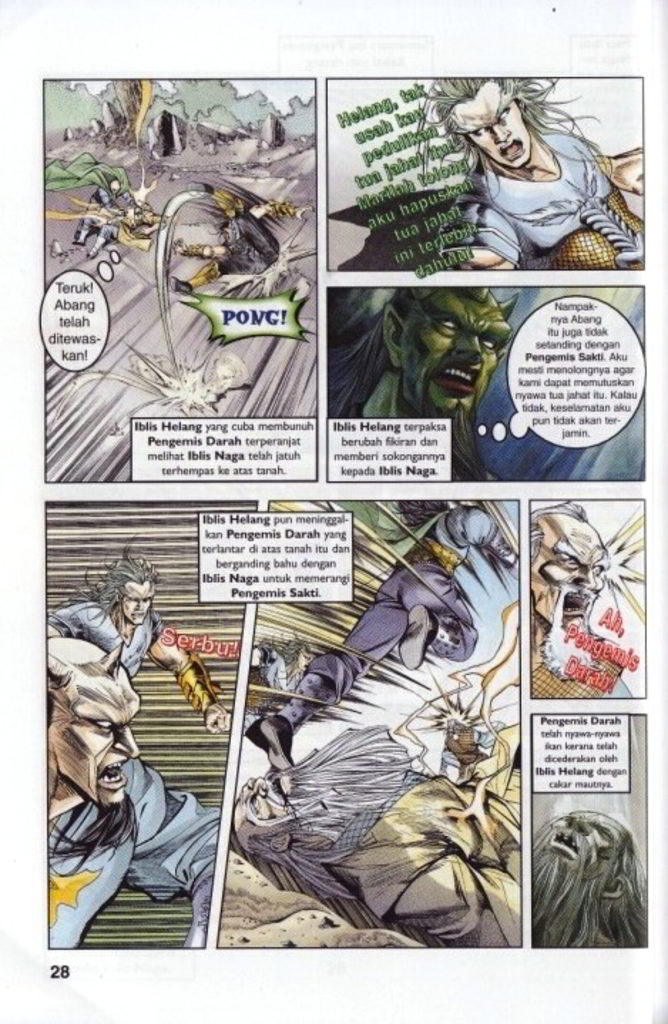 Teruk!
Abang
telah
ditewas-
kan!
PONG!
Iblis Helang yang cuba membunuh
Pengemis Darah terperanjat
melihat Iblis Naga telah jatuh
terhempas ke atas tanah.
Helang, tak
usah kau
pedulikan
tua jahat itu!
Marilah tolong
aku hapuskan
tua jahat
ini terlebih
dahulu!
Iblis Helang terpaksa
berubah fikiran dan
memberi sokongannya
kepada Iblis Naga.
Nampak-
nya Abang
itu juga tidak
setanding dengan
Pengemis Sakti. Aku
mesti menolongnya agar
kami dapat memutuskan
nyawa tua jahat itu. Kalau
tidak, keselamatan aku
pun tidak akan ter-
jamin.
Iblis Helang pun meninggal-
kan Pengemis Darah yang
terlantar di atas tanah itu dan
berganding bahu dengan
Iblis Naga untuk memerangi
Pengemis Sakti.
Serbu!
Ah,
Pengemis
Darah!
Pengemis Darah
telah nyawa-nyawa
ikan kerana telah
dicederakan oleh
Iblis Helang dengan
cakar mautnya.
28